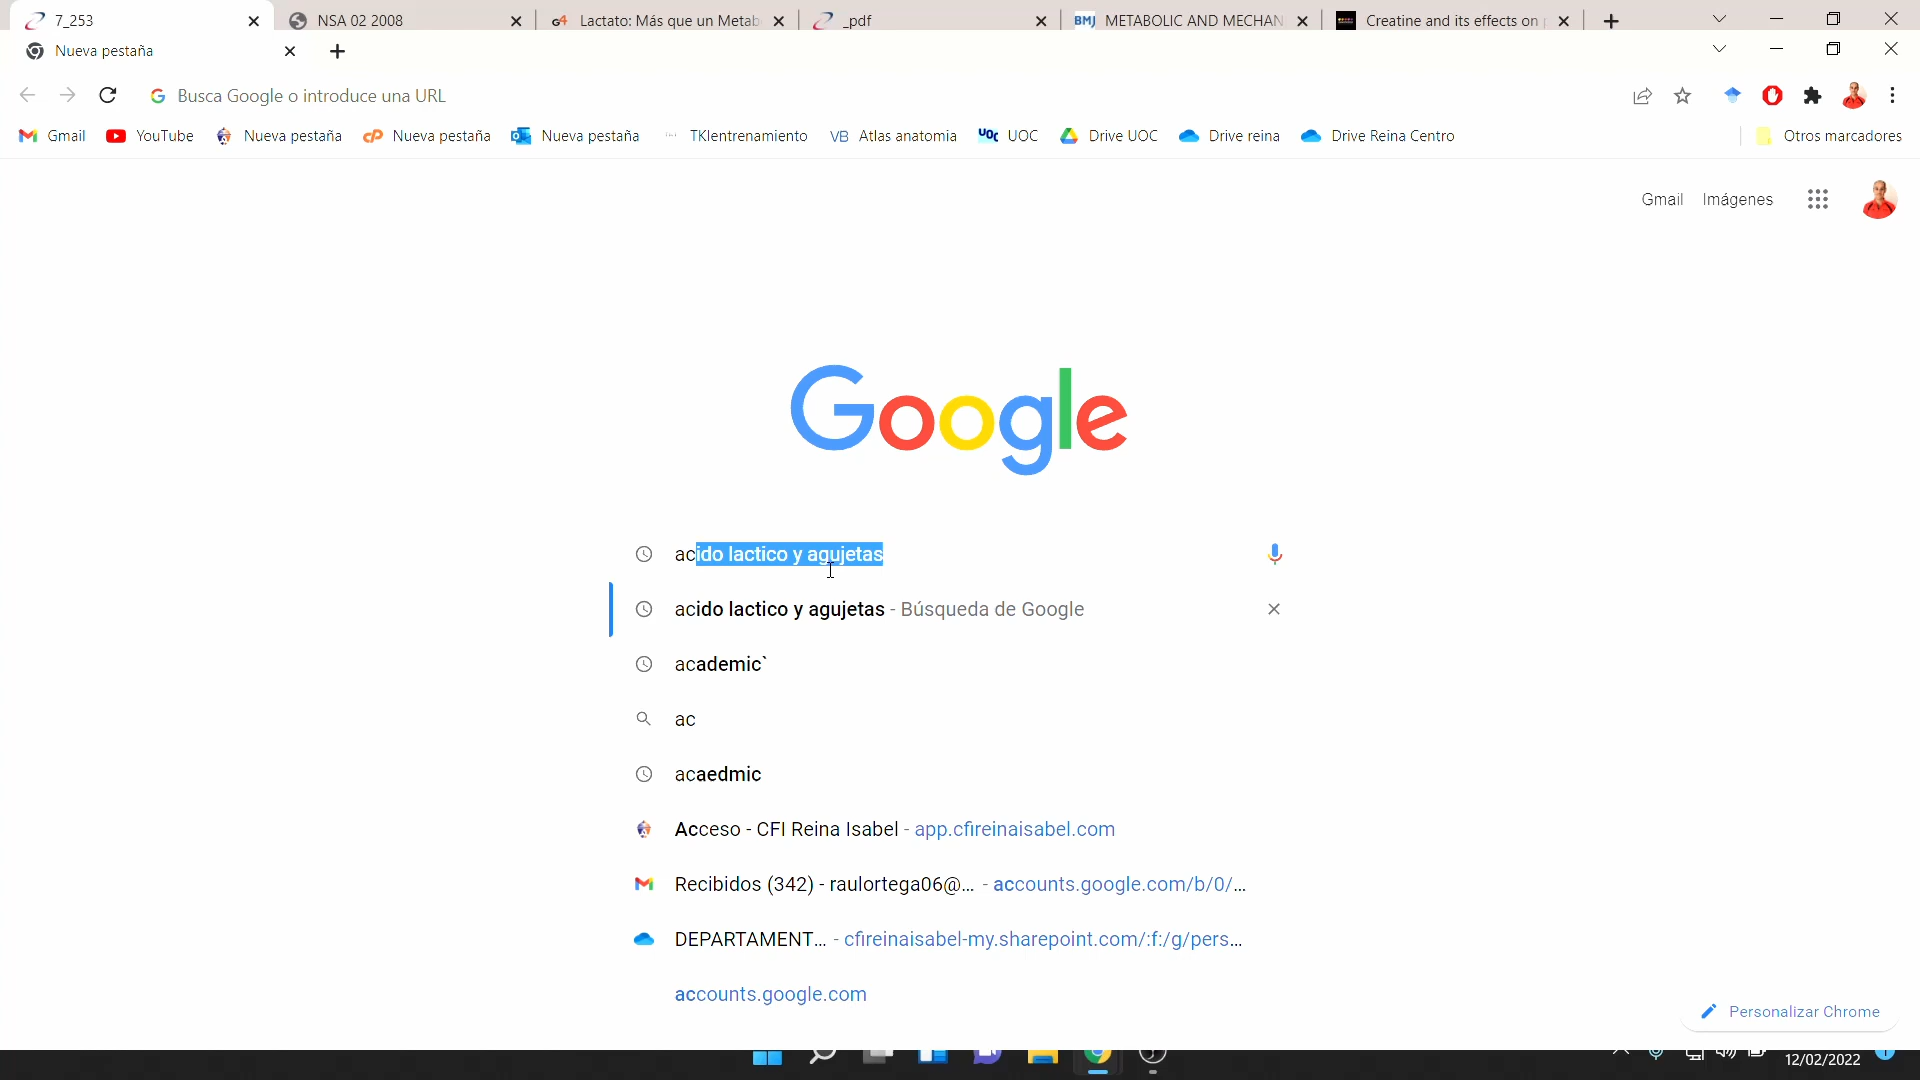 7_253
NSA 02 2008
Lactato: Más que un Metab
_pdf
BMJ METABOLIC AND MECHAN
Creatine and its effects on
Nueva pestaña
Busca Google o introduce una URL
Gmail YouTube Nueva pestaña Nueva pestaña Nueva pestaña TKIentrenamiento VB Atlas anatomia UOC UOC Drive UOC Drive reina Drive Reina Centro Otros marcadores
Gmail Imágenes
Google
acido lactico y agujetas
acido lactico y agujetas - Búsqueda de Google
academic`
ac
acaedmic
Acceso - CFI Reina Isabel - app.cfireinaisabel.com
Recibidos (342) - raulortega06@... - accounts.google.com/b/0/...
DEPARTAMENT... - cfireinaisabel-my.sharepoint.com/:f:/g/pers...
accounts.google.com
Personalizar Chrome
12/02/2022